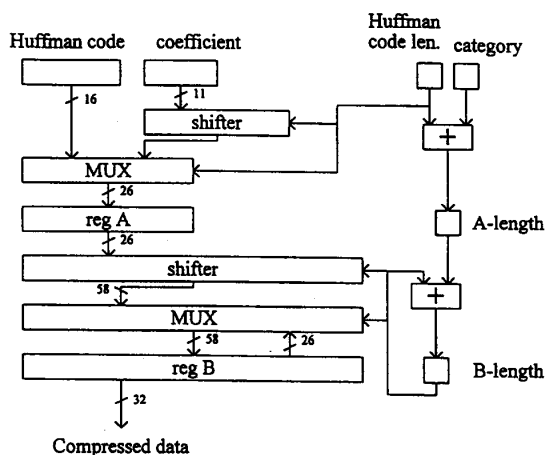 Huffman code
coefficient
Huffman
code len.
category
16
11
shifter
+
MUX
26
reg A
A-length
26
shifter
58
+
MUX
58
26
reg B
B-length
32
Compressed data